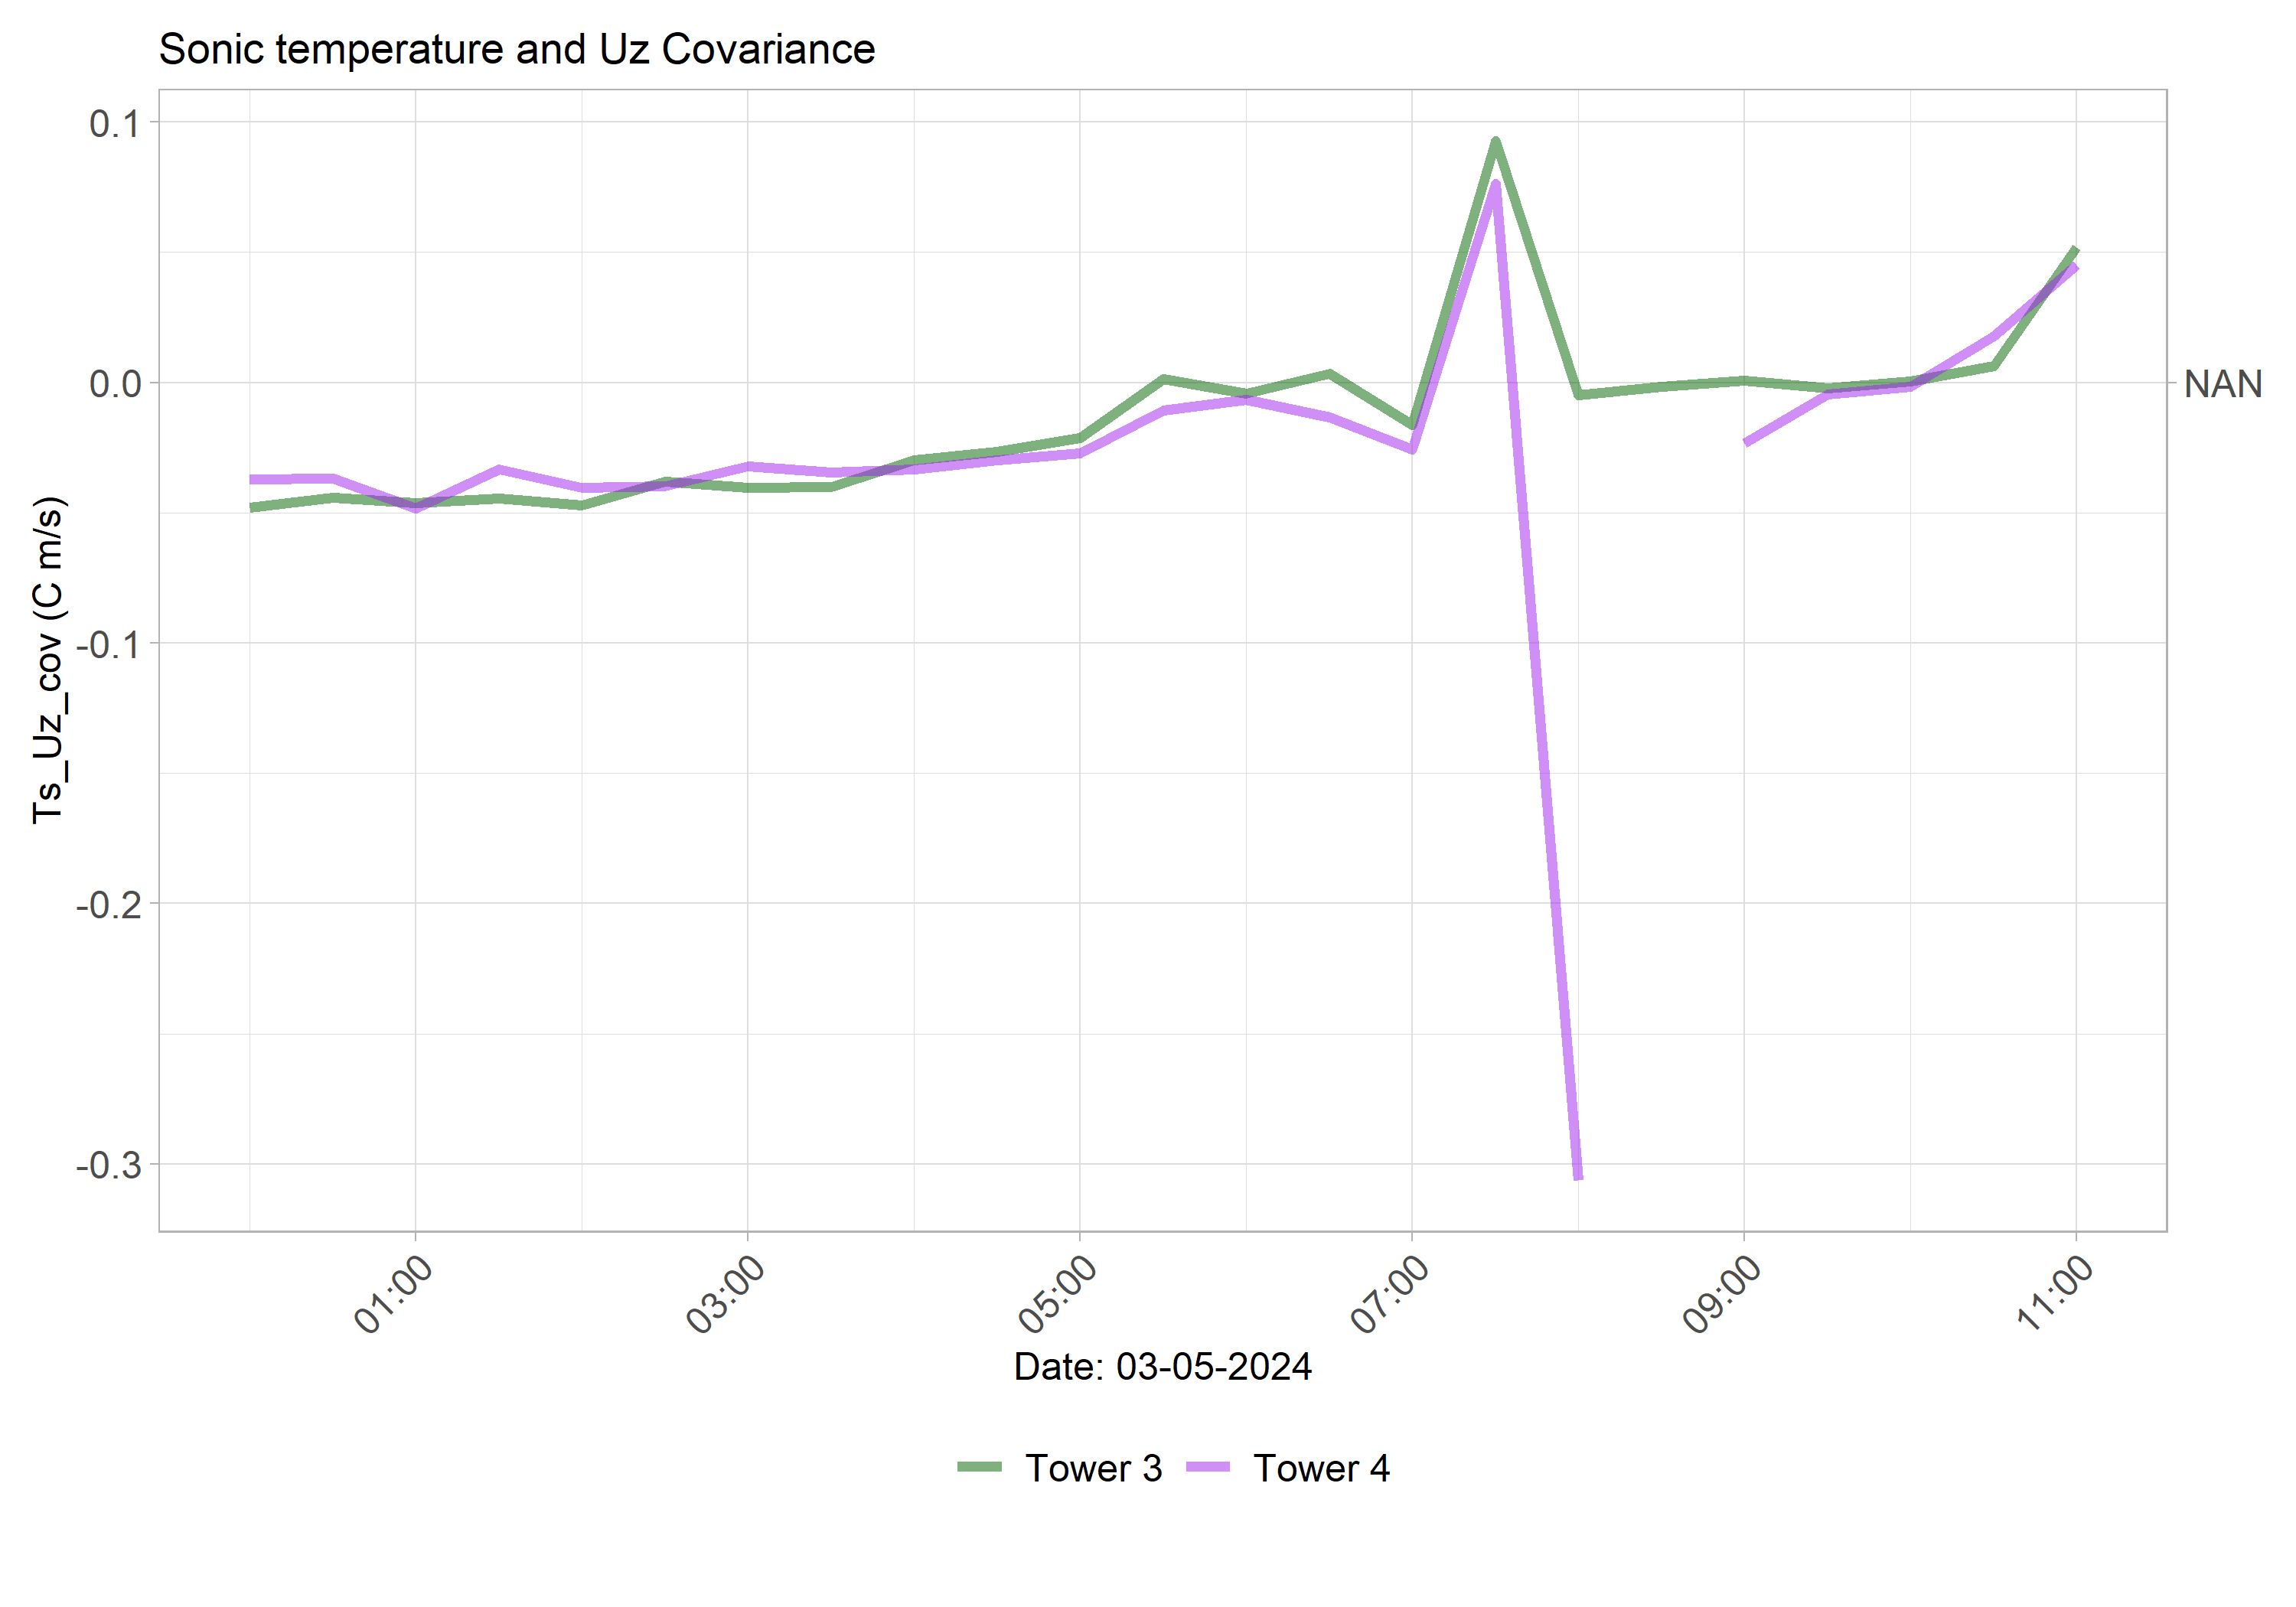 Sonic temperature and Uz Covariance
0.1
0.0
-0.1
-0.2
-0.3
NAN
Ts_Uz_cov (C m/s)
01:00
03:00
05:00
07:00
09:00
11:00
Date: 03-05-2024
Tower 3
Tower 4